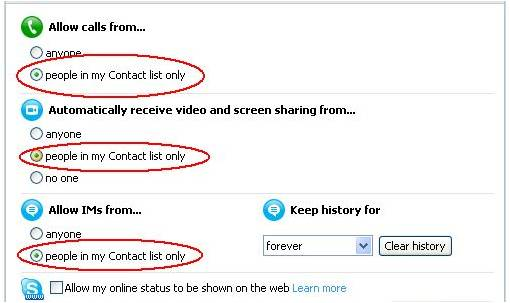 Allow calls from...
anyone
people in my Contact list only
Automatically receive video and screen sharing from...
anyone
people in my Contact list only
no one
Allow IMs from...
Keep history for
anyone
forever
Clear history
people in my Contact list only
Allow my online status to be shown on the web Learn more